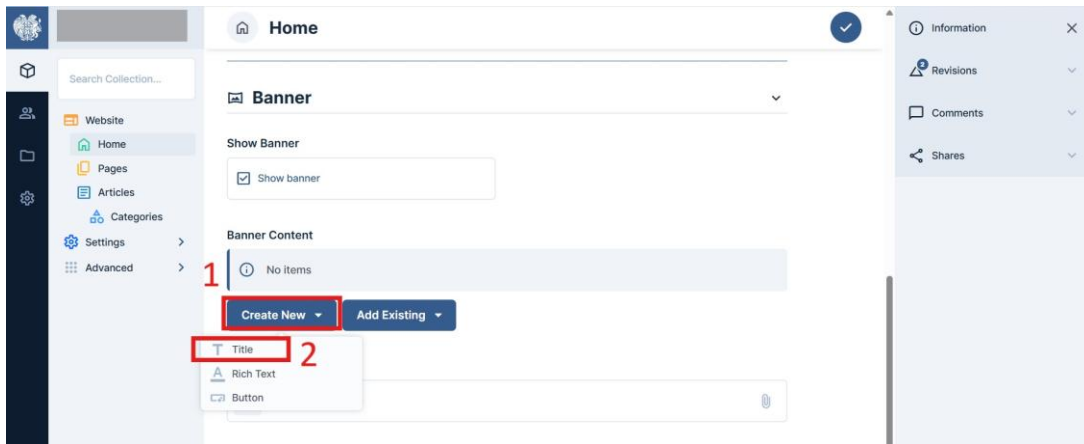 Home
Search Collection...
Website
Home
Pages
Articles
Categories
Settings
Advanced
Banner
Show Banner
Show banner
Banner Content
No items
1
Create New
Add Existing
Title
2
Rich Text
Button
Information
2
Revisions
Comments
Shares